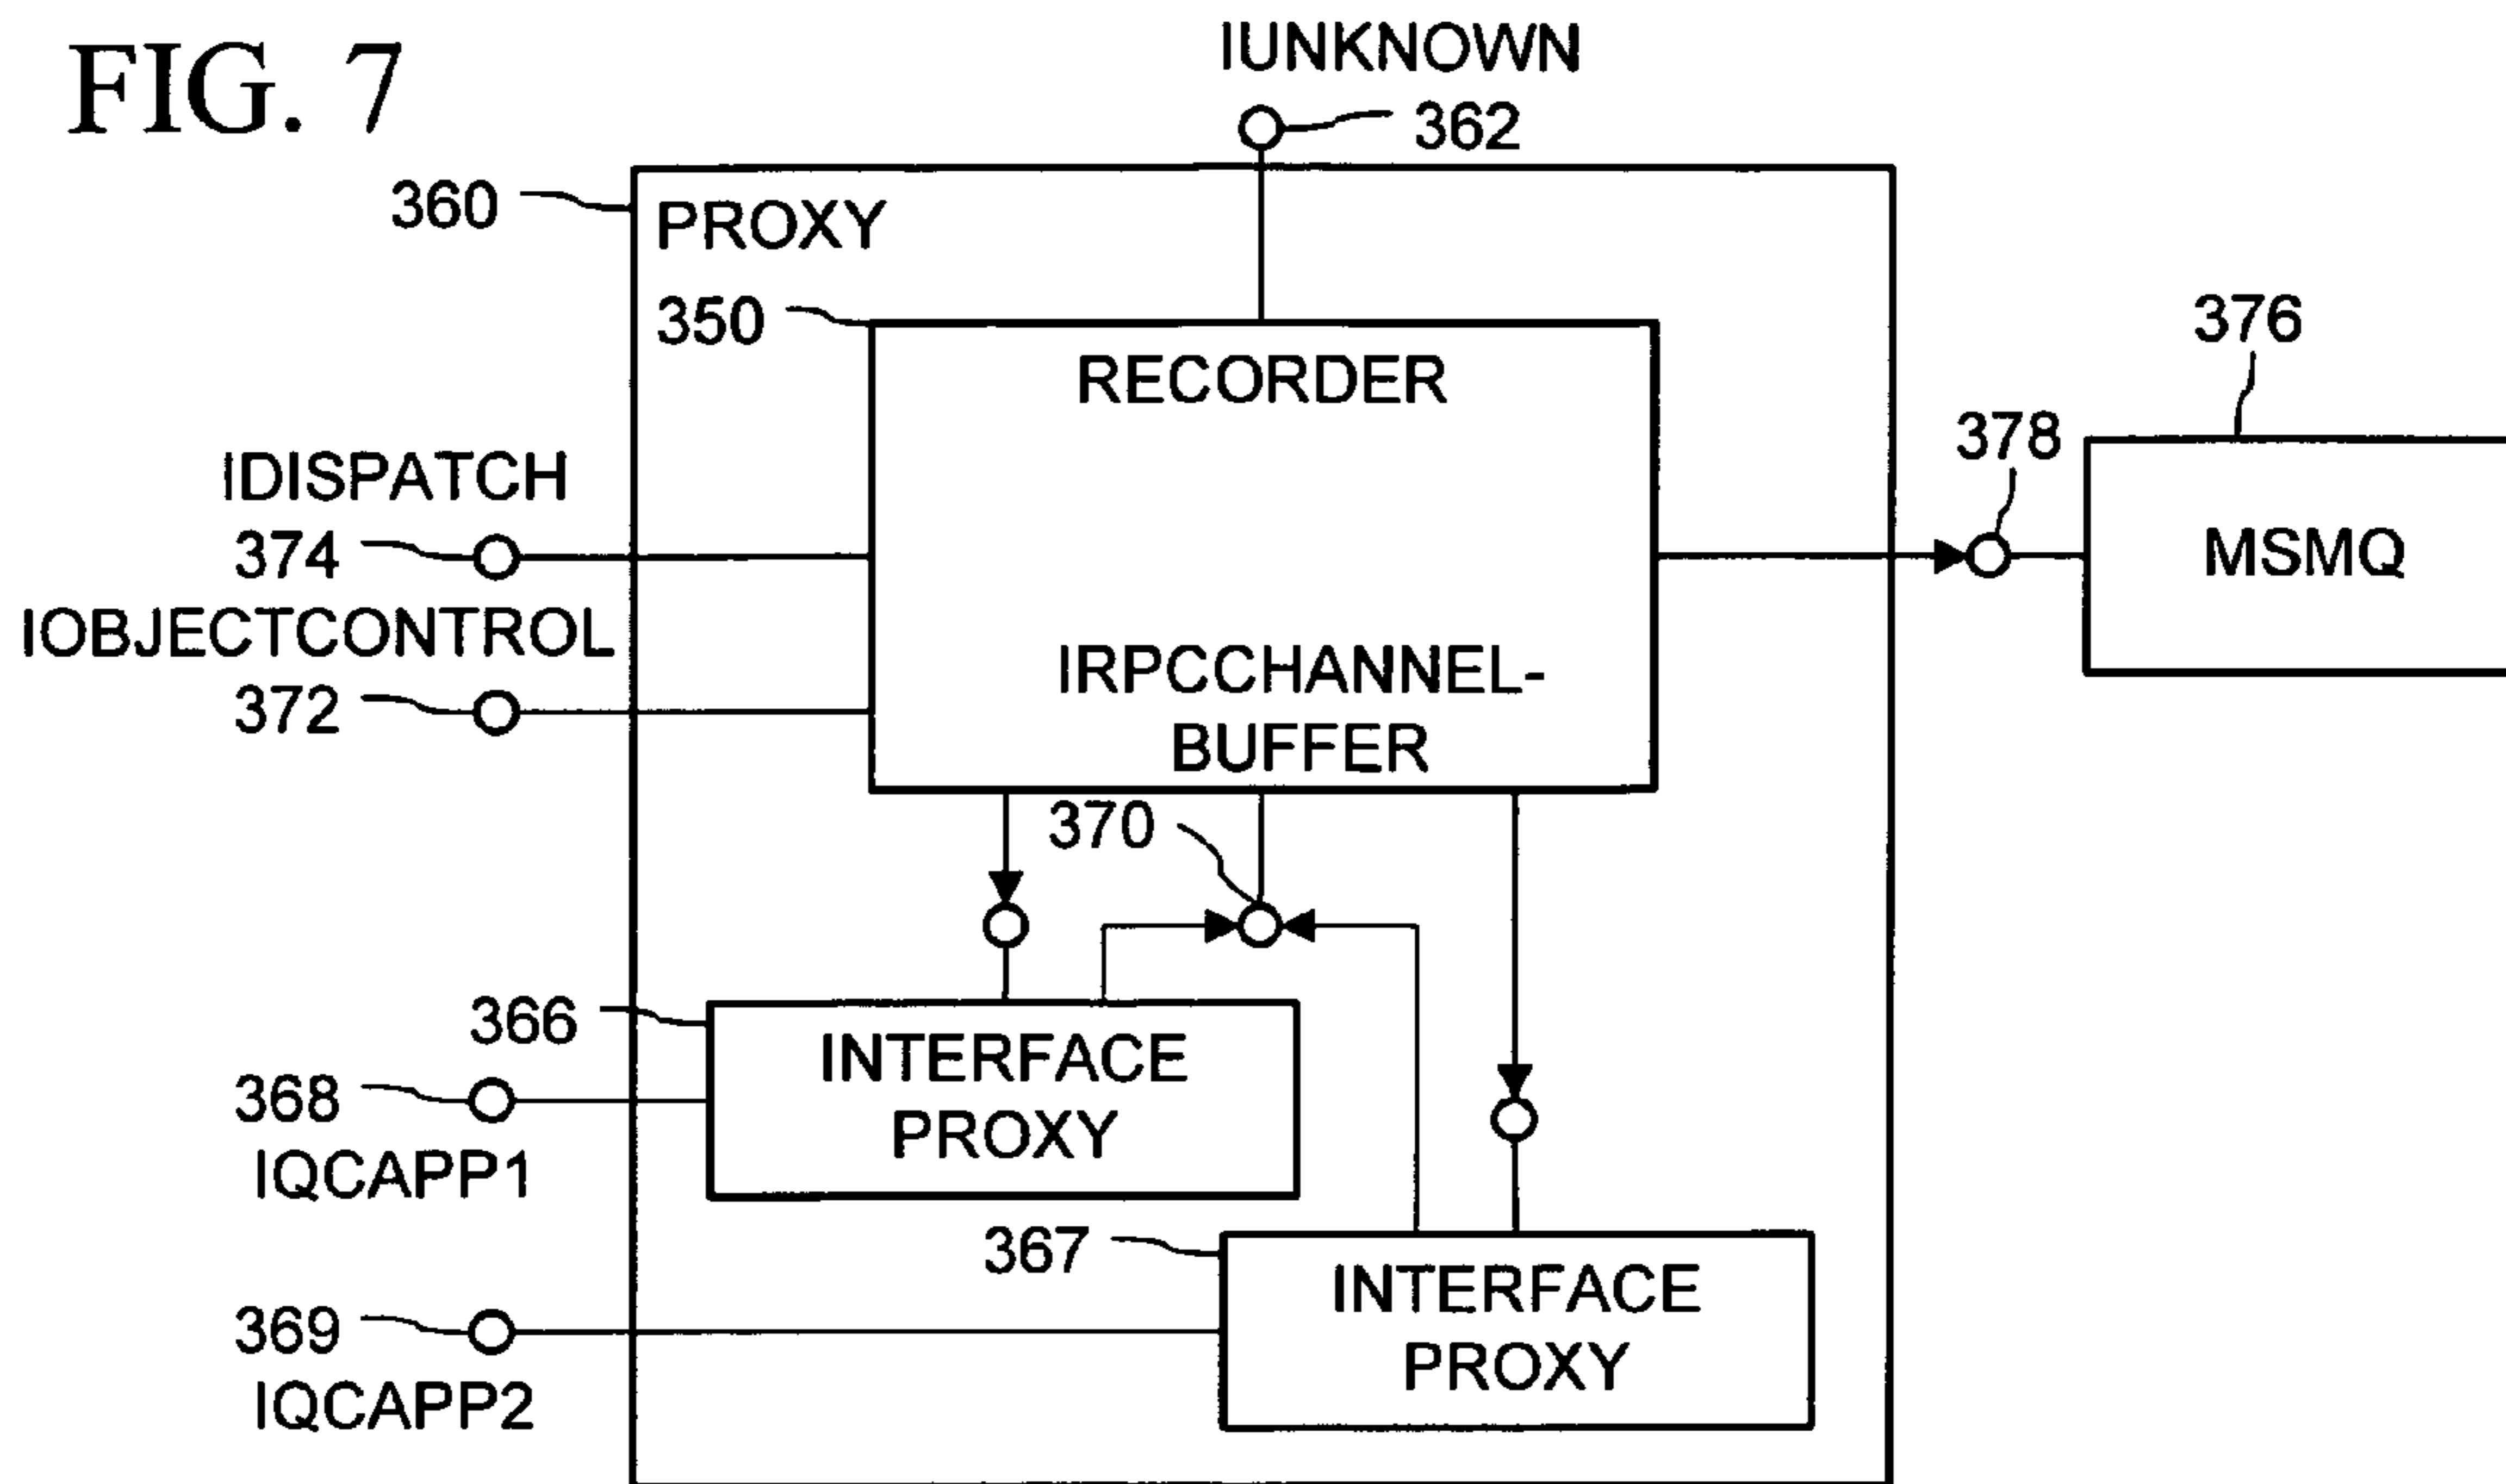 FIG. 7
IUNKNOWN
362
360
PROXY
350
RECORDER
376
378
IDISPATCH
374
MSMQ
IOBJECTCONTROL
IRPCCHANNEL-
372
BUFFER
370
366
INTERFACE
368
PROXY
IQCAPP1
367
INTERFACE
369
PROXY
IQCAPP2